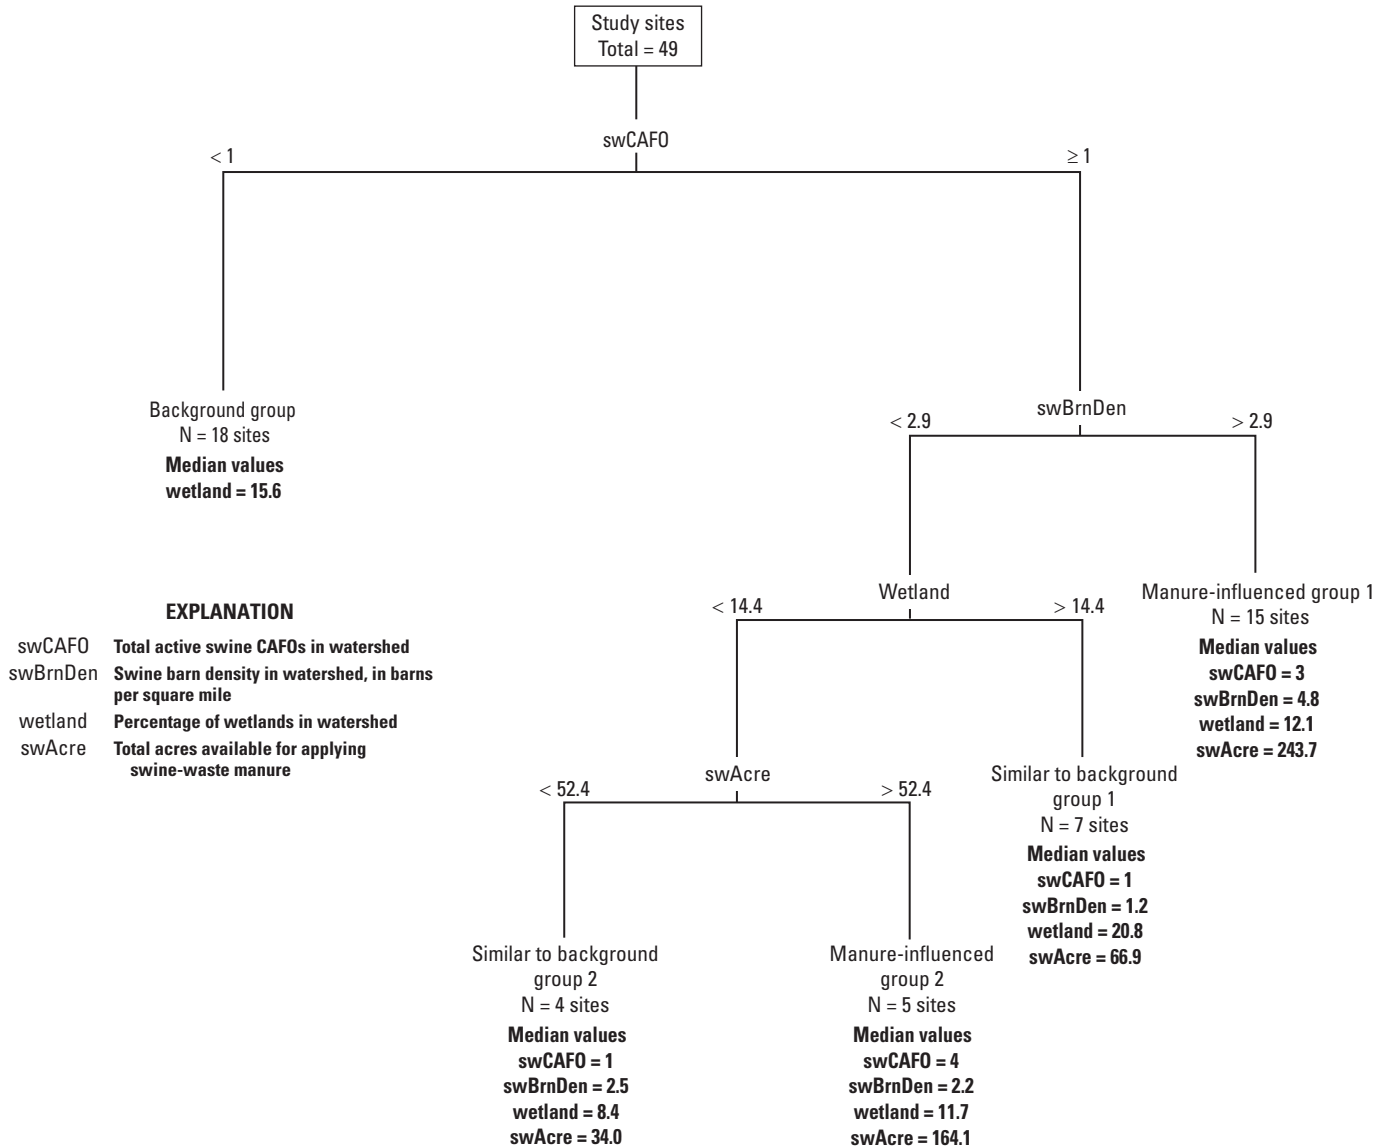 Study sites
Total = 49
swCAFO
< 1
≥ 1
Background group
N = 18 sites
Median values
wetland = 15.6
swBrnDen
< 2.9
> 2.9
Manure-influenced group 1
N = 15 sites
Median values
swCAFO = 3
swBrnDen = 4.8
wetland = 12.1
swAcre = 243.7
Wetland
< 14.4
> 14.4
Similar to background
group 1
N = 7 sites
Median values
swCAFO = 1
swBrnDen = 1.2
wetland = 20.8
swAcre = 66.9
swAcre
< 52.4
> 52.4
Similar to background
group 2
N = 4 sites
Median values
swCAFO = 1
swBrnDen = 2.5
wetland = 8.4
swAcre = 34.0
Manure-influenced
group 2
N = 5 sites
Median values
swCAFO = 4
swBrnDen = 2.2
wetland = 11.7
swAcre = 164.1
EXPLANATION
swCAFO Total active swine CAFOs in watershed
swBrnDen Swine barn density in watershed, in barns
per square mile
wetland Percentage of wetlands in watershed
swAcre Total acres available for applying
swine-waste manure